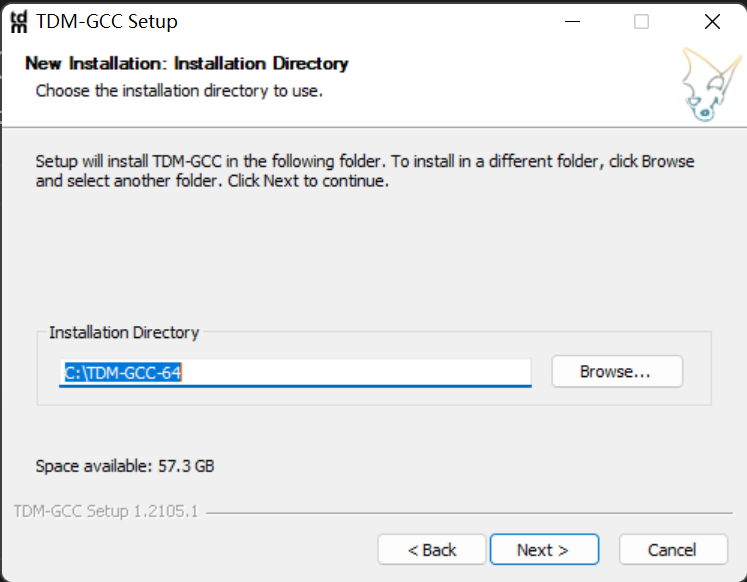 tdm
TDM-GCC Setup
New Installation: Installation Directory
Choose the installation directory to use.
Setup will install TDM-GCC in the following folder. To install in a different folder, click Browse
and select another folder. Click Next to continue.
Installation Directory
C:\TDM-GCC-64
Browse...
Space available: 57.3 GB
TDM-GCC Setup 1.2105.1
< Back
Next >
Cancel